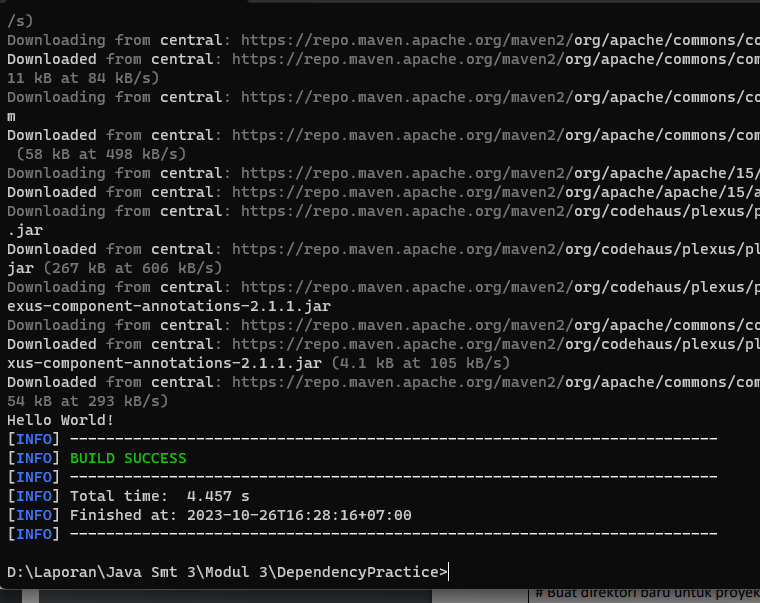 /s)
Downloading from central: https://repo.maven.apache.org/maven2/org/apache/commons/co
Downloaded from central: https://repo.maven.apache.org/maven2/org/apache/commons/com
11 kB at 84 kB/s)
Downloading from central: https://repo.maven.apache.org/maven2/org/apache/commons/co
m
Downloaded from central: https://repo.maven.apache.org/maven2/org/apache/commons/com
(58 kB at 498 kB/s)
Downloading from central: https://repo.maven.apache.org/maven2/org/apache/apache/15/
Downloaded from central: https://repo.maven.apache.org/maven2/org/apache/apache/15/a
Downloading from central: https://repo.maven.apache.org/maven2/org/codehaus/plexus/p
.jar
Downloaded from central: https://repo.maven.apache.org/maven2/org/codehaus/plexus/pl
jar (267 kB at 606 kB/s)
Downloading from central: https://repo.maven.apache.org/maven2/org/codehaus/plexus/p
exus-component-annotations-2.1.1.jar
Downloading from central: https://repo.maven.apache.org/maven2/org/apache/commons/co
Downloaded from central: https://repo.maven.apache.org/maven2/org/codehaus/plexus/pl
xus-component-annotations-2.1.1.jar (4.1 kB at 105 kB/s)
Downloaded from central: https://repo.maven.apache.org/maven2/org/apache/commons/com
54 kB at 293 kB/s)
Hello World!
[INFO] ------------------------------------------------------------------------
[INFO] BUILD SUCCESS
[INFO] ------------------------------------------------------------------------
[INFO] Total time:  4.457 s
[INFO] Finished at: 2023-10-26T16:28:16+07:00
[INFO] ------------------------------------------------------------------------
D:\Laporan\Java Smt 3\Modul 3\DependencyPractice>
# Buat direktori baru untuk proyek